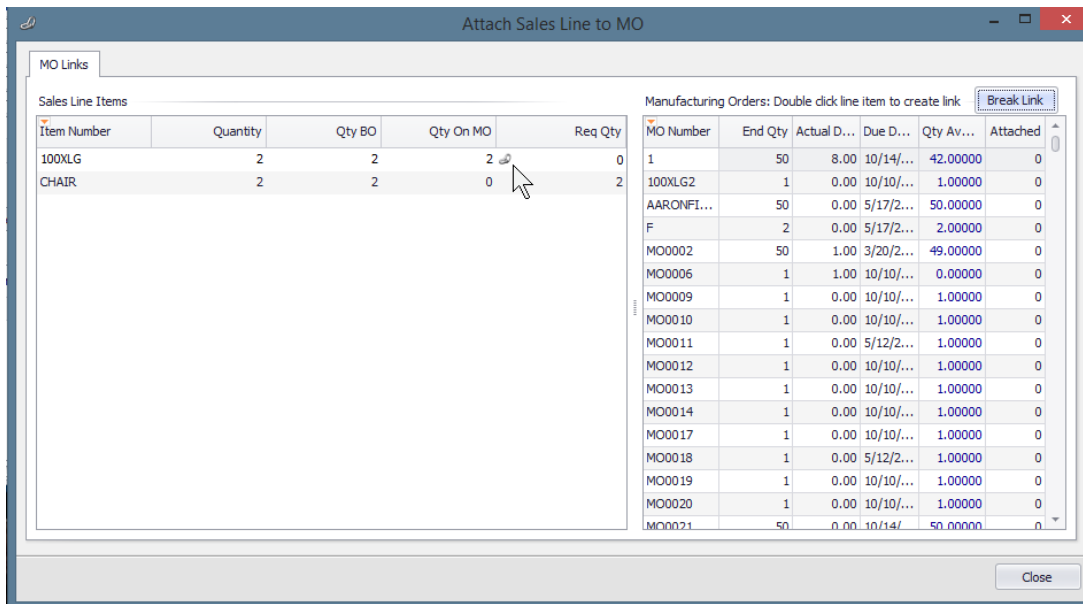 Attach Sales Line to MO
MO Links
Sales Line Items
Manufacturing Orders: Double click line item to create link Break Link
Item Number Quantity Qty BO Qty On MO Req Qty
100XLG 2 2 2 0
CHAIR 2 2 0 2
MO Number End Qty Actual D... Due D... Qty Av... Attached
1 50 8.00 10/14/... 42.00000 0
100XLG2 1 0.00 10/10/... 1.00000 0
AARONFI... 50 0.00 5/17/2... 50.00000 0
F 2 0.00 5/17/2... 2.00000 0
MO0002 50 1.00 3/20/2... 49.00000 0
MO0006 1 1.00 10/10/... 0.00000 0
MO0009 1 0.00 10/10/... 1.00000 0
MO0010 1 0.00 10/10/... 1.00000 0
MO0011 1 0.00 5/12/2... 1.00000 0
MO0012 1 0.00 10/10/... 1.00000 0
MO0013 1 0.00 10/10/... 1.00000 0
MO0014 1 0.00 10/10/... 1.00000 0
MO0017 1 0.00 10/10/... 1.00000 0
MO0018 1 0.00 5/12/2... 1.00000 0
MO0019 1 0.00 10/10/... 1.00000 0
MO0020 1 0.00 10/10/... 1.00000 0
MO0021 50 0.00 10/14/ 50.00000 0
Close